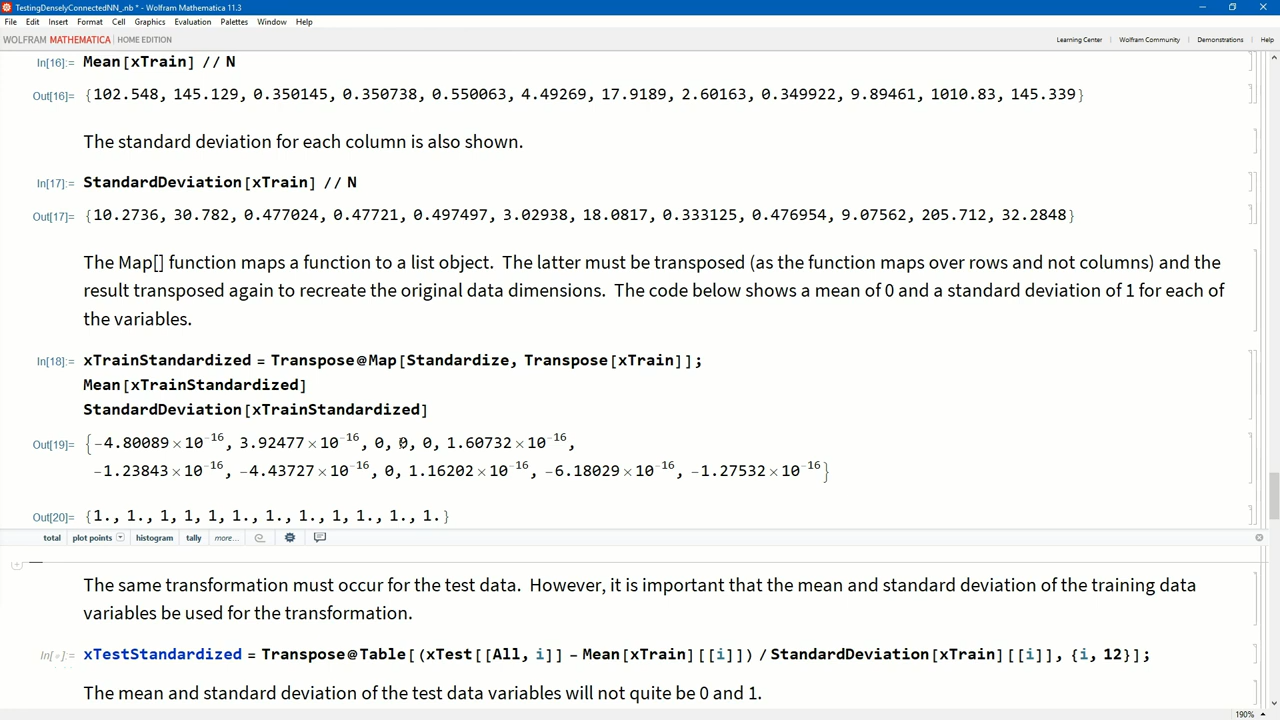 TestingDenselyConnectedNN_.nb * - Wolfram Mathematica 11.3
File Edit Insert Format Cell Graphics Evaluation Palettes Window Help
WOLFRAM MATHEMATICA | HOME EDITION Learning Center Wolfram Community Demonstrations Help
In[16]:= Mean[xTrain] // N
Out[16]= {102.548, 145.129, 0.350145, 0.350738, 0.550063, 4.49269, 17.9189, 2.60163, 0.349922, 9.89461, 1010.83, 145.339}
The standard deviation for each column is also shown.
In[17]:= StandardDeviation[xTrain] // N
Out[17]= {10.2736, 30.782, 0.477024, 0.47721, 0.497497, 3.02938, 18.0817, 0.333125, 0.476954, 9.07562, 205.712, 32.2848}
The Map[] function maps a function to a list object. The latter must be transposed (as the function maps over rows and not columns) and the
result transposed again to recreate the original data dimensions. The code below shows a mean of 0 and a standard deviation of 1 for each of
the variables.
In[18]:= xTrainStandardized = Transpose@Map[Standardize, Transpose[xTrain]];
Mean[xTrainStandardized]
StandardDeviation[xTrainStandardized]
Out[19]= {-4.80089×10^-16, 3.92477×10^-16, 0, 0, 0, 1.60732×10^-16,
-1.23843×10^-16, -4.43727×10^-16, 0, 1.16202×10^-16, -6.18029×10^-16, -1.27532×10^-16}
Out[20]= {1., 1., 1, 1, 1, 1., 1., 1., 1, 1., 1., 1.}
total plot points histogram tally more...
The same transformation must occur for the test data. However, it is important that the mean and standard deviation of the training data
variables be used for the transformation.
In[∘]:= xTestStandardized = Transpose@Table[(xTest[[All, i]] - Mean[xTrain][[i]]) / StandardDeviation[xTrain][[i]], {i, 12}];
The mean and standard deviation of the test data variables will not quite be 0 and 1.
190%